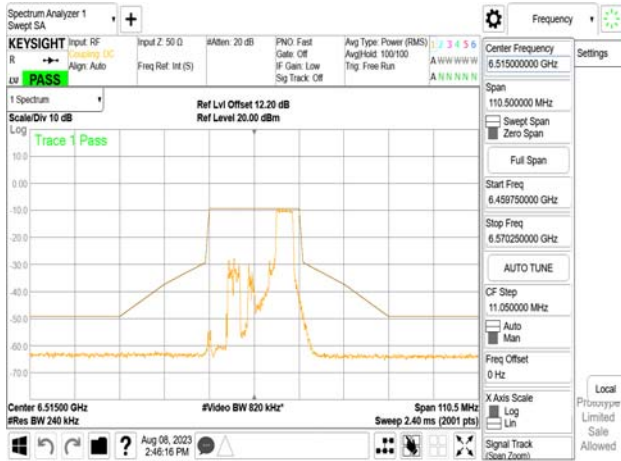 Spectrum Analyzer 1
Swept SA
+
Frequency
KEYSIGHT
Input: RF
Coupling: DC
Align: Auto
Input Z: 50 Ω
Freq Ref: Int (S)
#Atten: 20 dB
PNO: Fast
Gate: Off
IF Gain: Low
Sig Track: Off
Avg Type: Power (RMS)
Avg|Hold: 100/100
Trig: Free Run
1 2 3 4 5 6
A W W W W W
A N N N N N
R
LV
PASS
Center Frequency
6.515000000 GHz
Settings
Span
110.500000 MHz
Swept Span
Zero Span
Full Span
Start Freq
6.459750000 GHz
Stop Freq
6.570250000 GHz
AUTO TUNE
CF Step
11.050000 MHz
Auto
Man
Freq Offset
0 Hz
X Axis Scale
Log
Lin
Signal Track
(Span Zoom)
Local
Prototype
Limited
Sale
Allowed
1 Spectrum
Scale/Div 10 dB
Ref Lvl Offset 12.20 dB
Ref Level 20.00 dBm
Log
Trace 1 Pass
10.0
0.00
-10.0
-20.0
-30.0
-40.0
-50.0
-60.0
-70.0
Center 6.51500 GHz
#Res BW 240 kHz
#Video BW 820 kHz*
Span 110.5 MHz
Sweep 2.40 ms (2001 pts)
?
Aug 08, 2023
2:46:16 PM